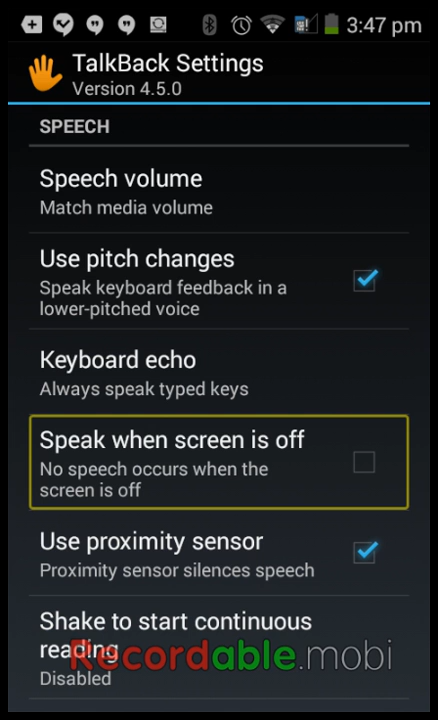 3:47 pm
TalkBack Settings
Version 4.5.0
SPEECH
Speech volume
Match media volume
Use pitch changes
Speak keyboard feedback in a
lower-pitched voice
Keyboard echo
Always speak typed keys
Speak when screen is off
No speech occurs when the
screen is off
Use proximity sensor
Proximity sensor silences speech
Shake to start continuous
reading
Recordable.mobi
Disabled